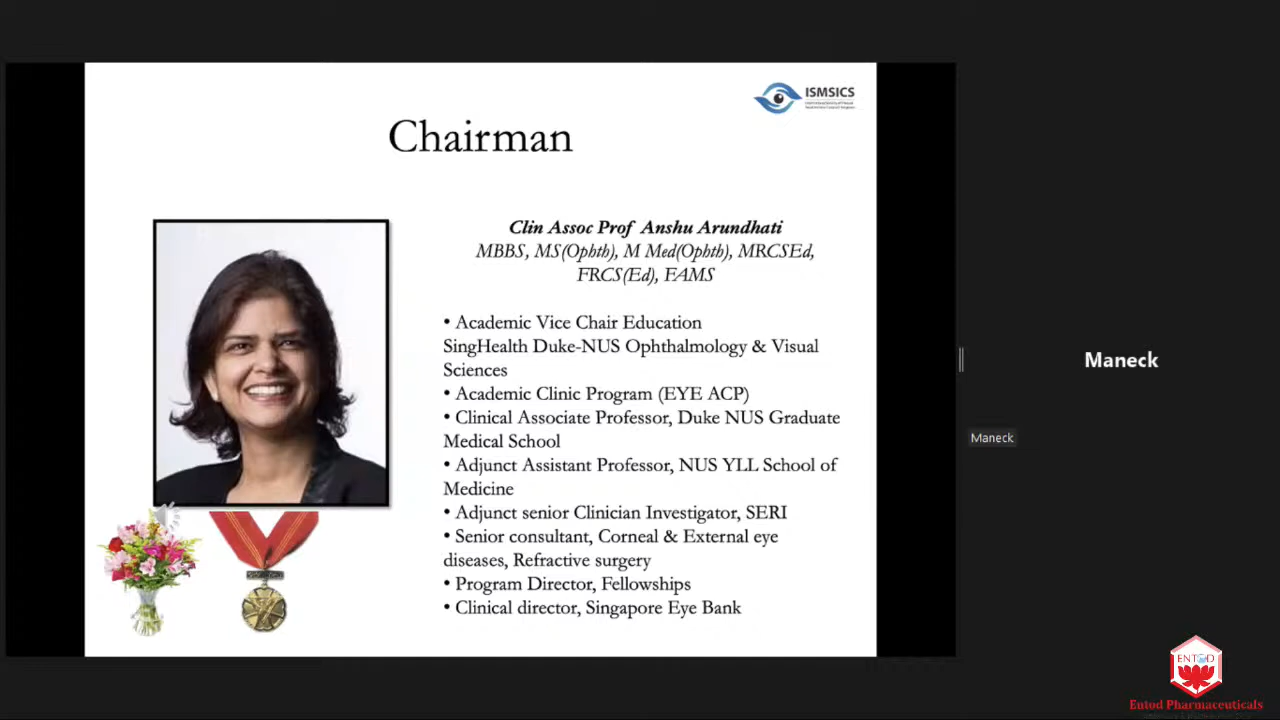 ISMSICS
Chairman
Clin Assoc Prof Anshu Arundhati
MBBS, MS(Ophth), M Med(Ophth), MRCSEd,
FRCS(Ed), FAMS
• Academic Vice Chair Education
SingHealth Duke-NUS Ophthalmology & Visual
Sciences
• Academic Clinic Program (EYE ACP)
• Clinical Associate Professor, Duke NUS Graduate
Medical School
• Adjunct Assistant Professor, NUS YLL School of
Medicine
• Adjunct senior Clinician Investigator, SERI
• Senior consultant, Corneal & External eye
diseases, Refractive surgery
• Program Director, Fellowships
• Clinical director, Singapore Eye Bank
Maneck
Maneck
ENTOD
Entod Pharmaceuticals